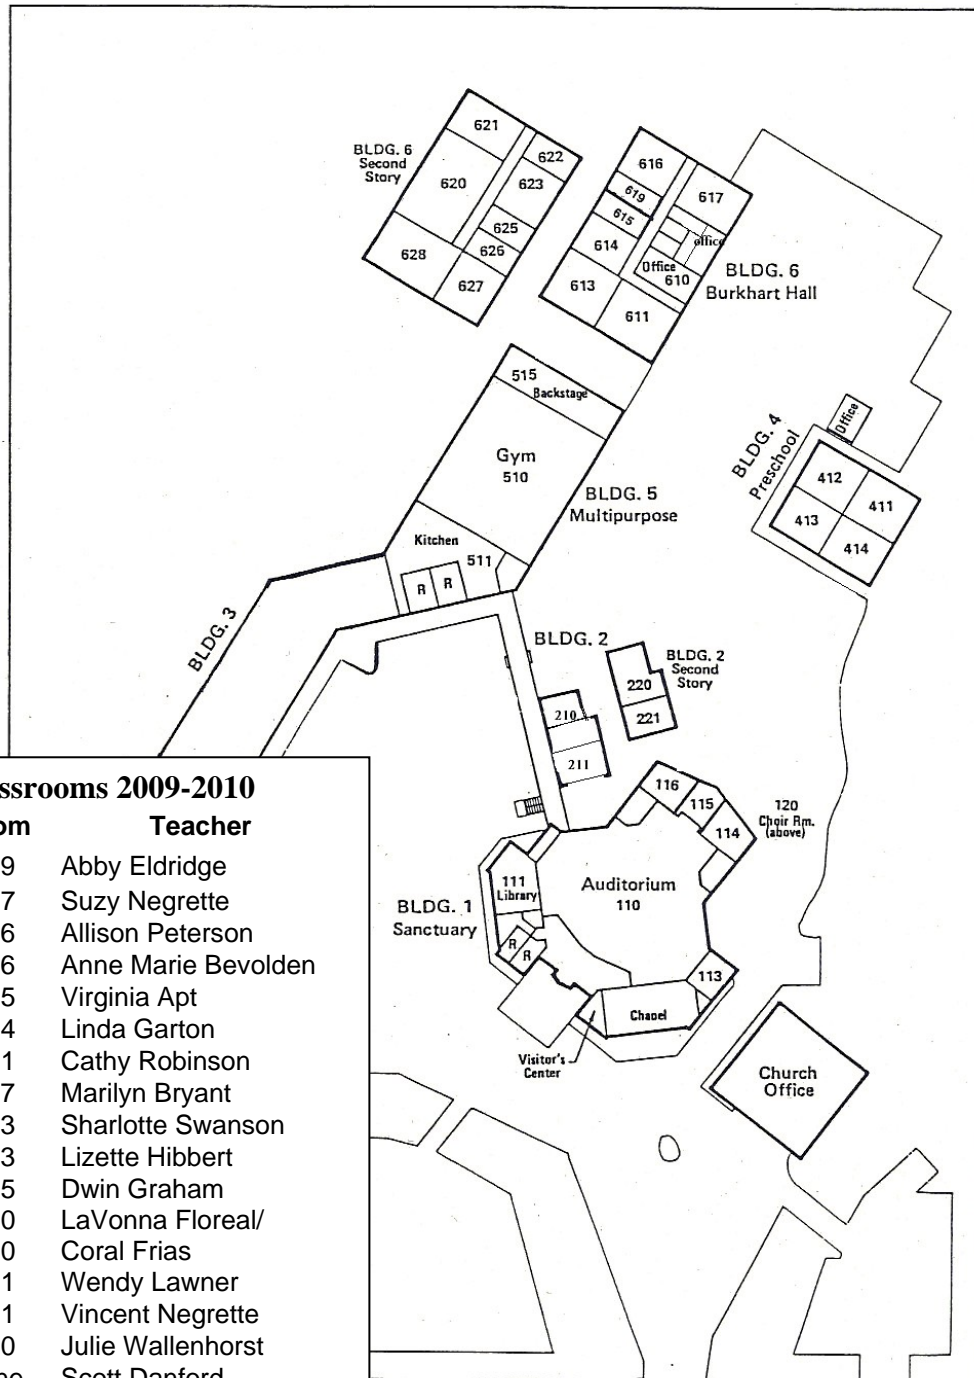 621
BLDG. 6
Second
Story
622
620
623
625
626
628
627
616
617
619
615
office
614
Office
610
613
611
BLDG. 6
Burkhart Hall
515
Backstage
Gym
510
BLDG. 5
Multipurpose
Kitchen
511
R R
BLDG. 4
Preschool
Office
412
411
413
414
BLDG. 3
BLDG. 2
BLDG. 2
Second
Story
220
221
210
211
116
115
114
120
Choir Rm.
(above)
111
Library
Auditorium
110
BLDG. 1
Sanctuary
R
R
113
Chapel
Visitor's
Center
Church
Office
ssrooms 2009-2010
om Teacher
9 Abby Eldridge
7 Suzy Negrette
6 Allison Peterson
6 Anne Marie Bevolden
5 Virginia Apt
4 Linda Garton
1 Cathy Robinson
7 Marilyn Bryant
3 Sharlotte Swanson
3 Lizette Hibbert
5 Dwin Graham
0 LaVonna Floreal/
0 Coral Frias
1 Wendy Lawner
1 Vincent Negrette
0 Julie Wallenhorst
Scott Danford